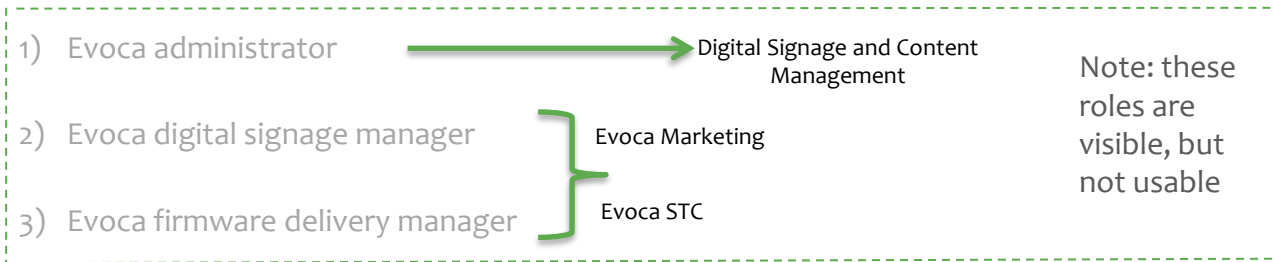 1) Evoca administrator
Digital Signage and Content
Management
2) Evoca digital signage manager
Evoca Marketing
3) Evoca firmware delivery manager
Evoca STC
Note: these
roles are
visible, but
not usable